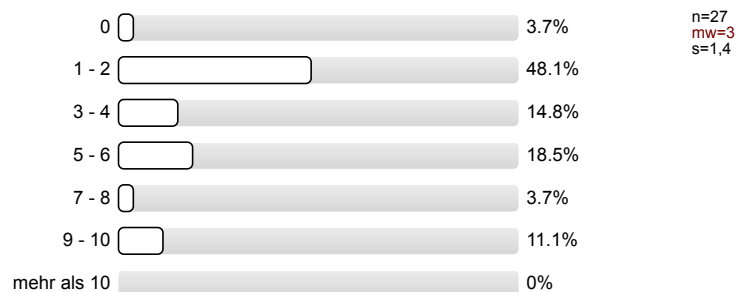 0 3.7%
1 - 2 48.1%
3 - 4 14.8%
5 - 6 18.5%
7 - 8 3.7%
9 - 10 11.1%
mehr als 10 0%
n=27
mw=3
s=1,4